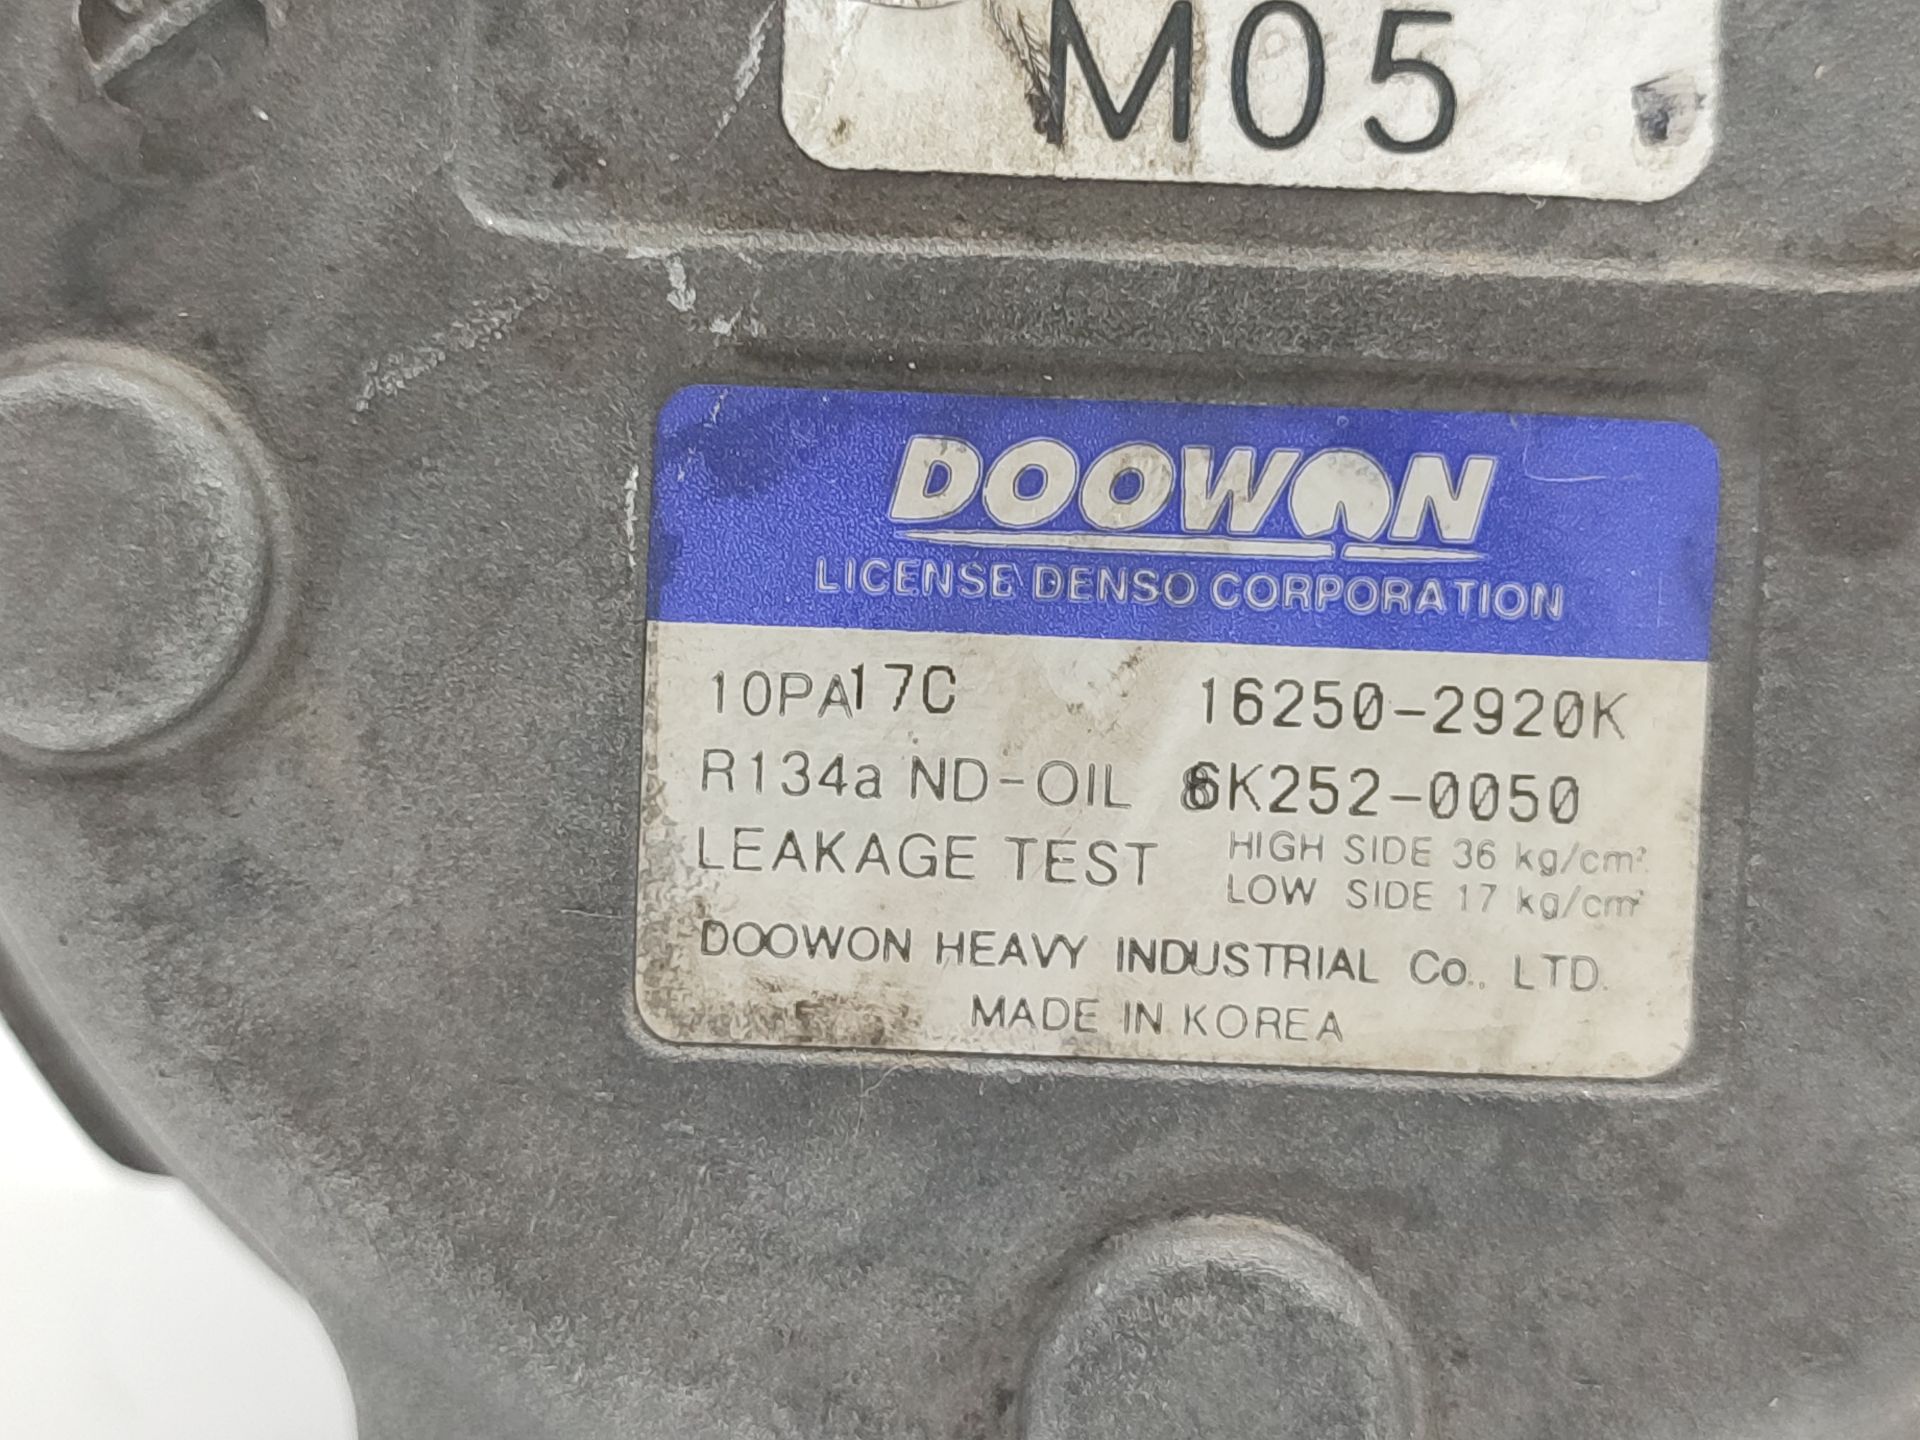 M05
DOOWON
LICENSE DENSO CORPORATION
10PA17C 16250-2920K
R134a ND-OIL 8 6K252-0050
LEAKAGE TEST HIGH SIDE 36 kg/cm²
LOW SIDE 17 kg/cm²
DOOWON HEAVY INDUSTRIAL Co., LTD.
MADE IN KOREA